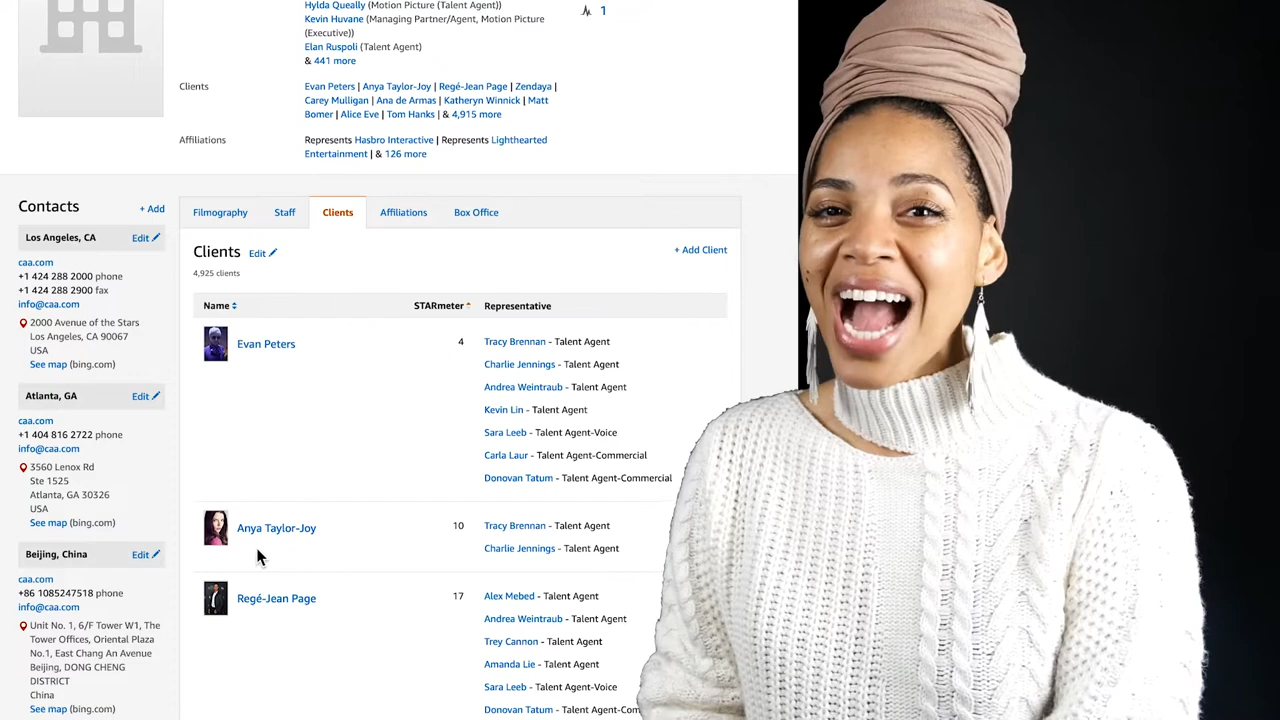 Hylda Queally (Motion Picture (Talent Agent))
Kevin Huvane (Managing Partner/Agent, Motion Picture
(Executive))
Elan Ruspoli (Talent Agent)
& 441 more
1
Clients
Evan Peters | Anya Taylor-Joy | Regé-Jean Page | Zendaya |
Carey Mulligan | Ana de Armas | Katheryn Winnick | Matt
Bomer | Alice Eve | Tom Hanks | & 4,915 more
Affiliations
Represents Hasbro Interactive | Represents Lighthearted
Entertainment | & 126 more
Contacts
+ Add
Los Angeles, CA Edit
caa.com
+1 424 288 2000 phone
+1 424 288 2900 fax
info@caa.com
2000 Avenue of the Stars
Los Angeles, CA 90067
USA
See map (bing.com)
Atlanta, GA Edit
caa.com
+1 404 816 2722 phone
info@caa.com
3560 Lenox Rd
Ste 1525
Atlanta, GA 30326
USA
See map (bing.com)
Beijing, China Edit
caa.com
+86 1085247518 phone
info@caa.com
Unit No. 1, 6/F Tower W1, The
Tower Offices, Oriental Plaza
No.1, East Chang An Avenue
Beijing, DONG CHENG
DISTRICT
China
See map (bing.com)
Filmography Staff Clients Affiliations Box Office
Clients Edit
+ Add Client
4,925 clients
Name STARmeter Representative
Evan Peters 4 Tracy Brennan - Talent Agent
Charlie Jennings - Talent Agent
Andrea Weintraub - Talent Agent
Kevin Lin - Talent Agent
Sara Leeb - Talent Agent-Voice
Carla Laur - Talent Agent-Commercial
Donovan Tatum - Talent Agent-Commercial
Anya Taylor-Joy 10 Tracy Brennan - Talent Agent
Charlie Jennings - Talent Agent
Regé-Jean Page 17 Alex Mebed - Talent Agent
Andrea Weintraub - Talent Agent
Trey Cannon - Talent Agent
Amanda Lie - Talent Agent
Sara Leeb - Talent Agent-Voice
Donovan Tatum - Talent Agent-Com